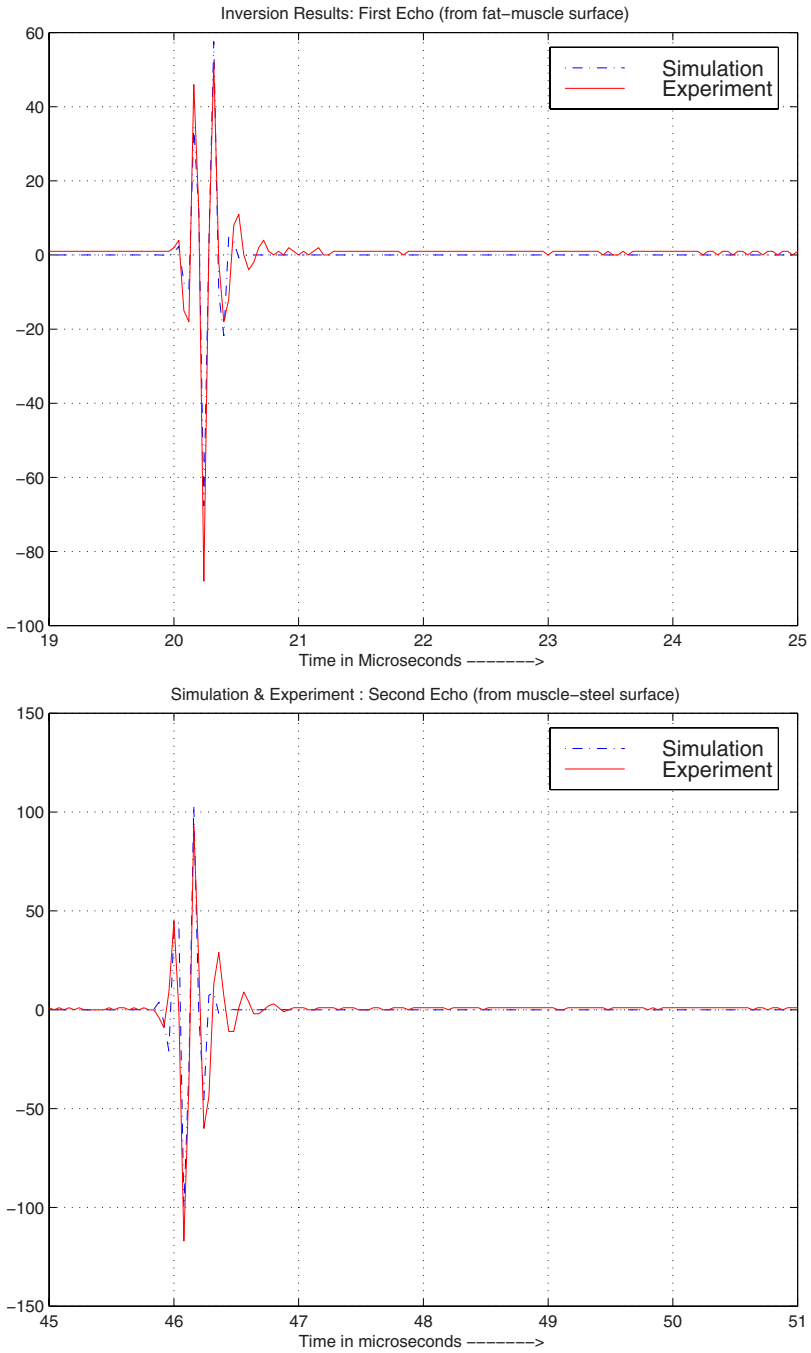 Inversion Results: First Echo (from fat−muscle surface)
60
40
20
0
−20
−40
−60
−80
−100
Simulation
Experiment
19 20 21 22 23 24 25
Time in Microseconds −−−−−−−>
Simulation & Experiment : Second Echo (from muscle−steel surface)
150
100
50
0
−50
−100
−150
Simulation
Experiment
45 46 47 48 49 50 51
Time in microseconds −−−−−−−>